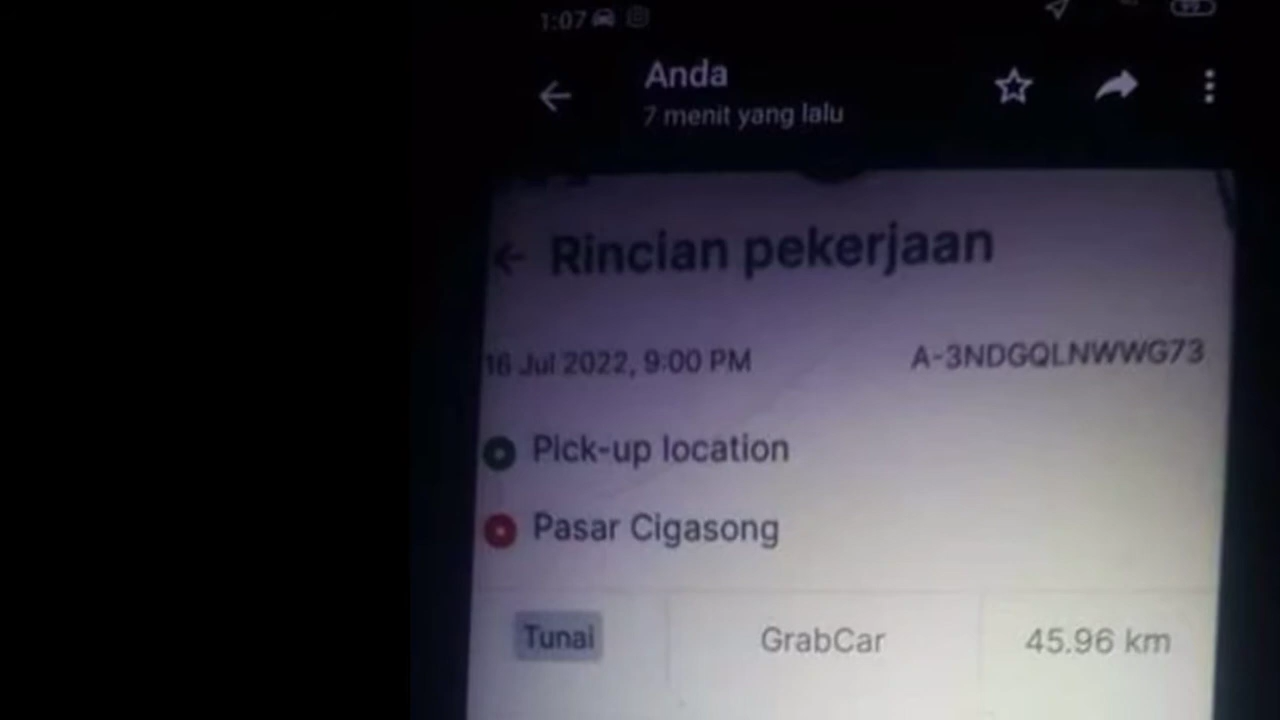 1:07
Anda
7 menit yang lalu
← Rincian pekerjaan
16 Jul 2022, 9:00 PM A-3NDGQLNWWG73
Pick-up location
Pasar Cigasong
Tunai GrabCar 45.96 km